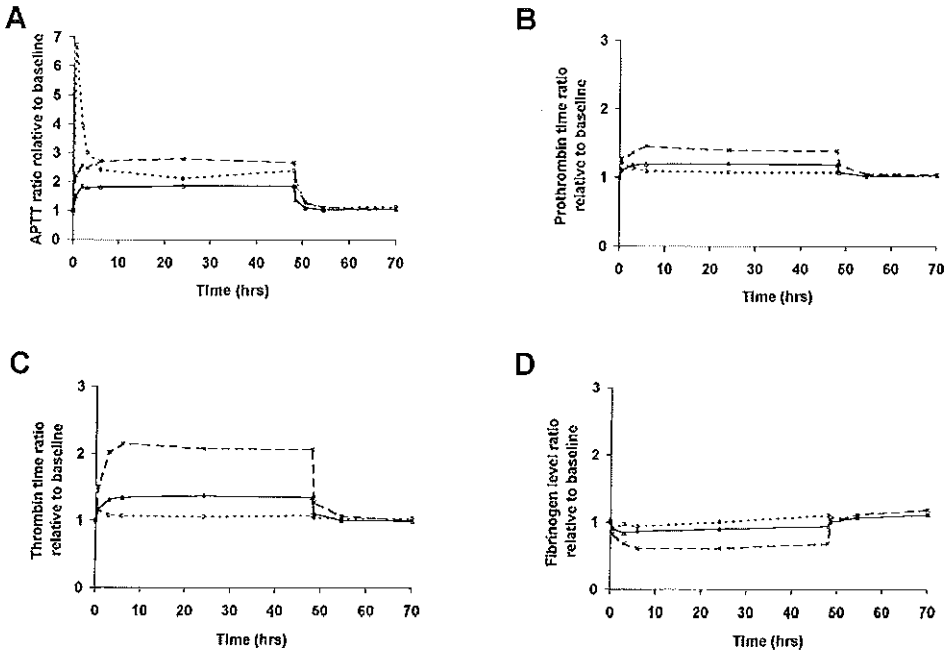 A
APTT ratio relative to baseline
7
6
5
4
3
2
1
0
0 10 20 30 40 50 60 70
Time (hrs)
B
Prothrombin time ratio
relative to baseline
3
2
1
0
0 10 20 30 40 50 60 70
Time (hrs)
C
Thrombin time ratio
relative to baseline
3
2
1
0
0 10 20 30 40 50 60 70
Time (hrs)
D
Fibrinogen level ratio
relative to baseline
3
2
1
0
0 10 20 30 40 50 60 70
Time (hrs)